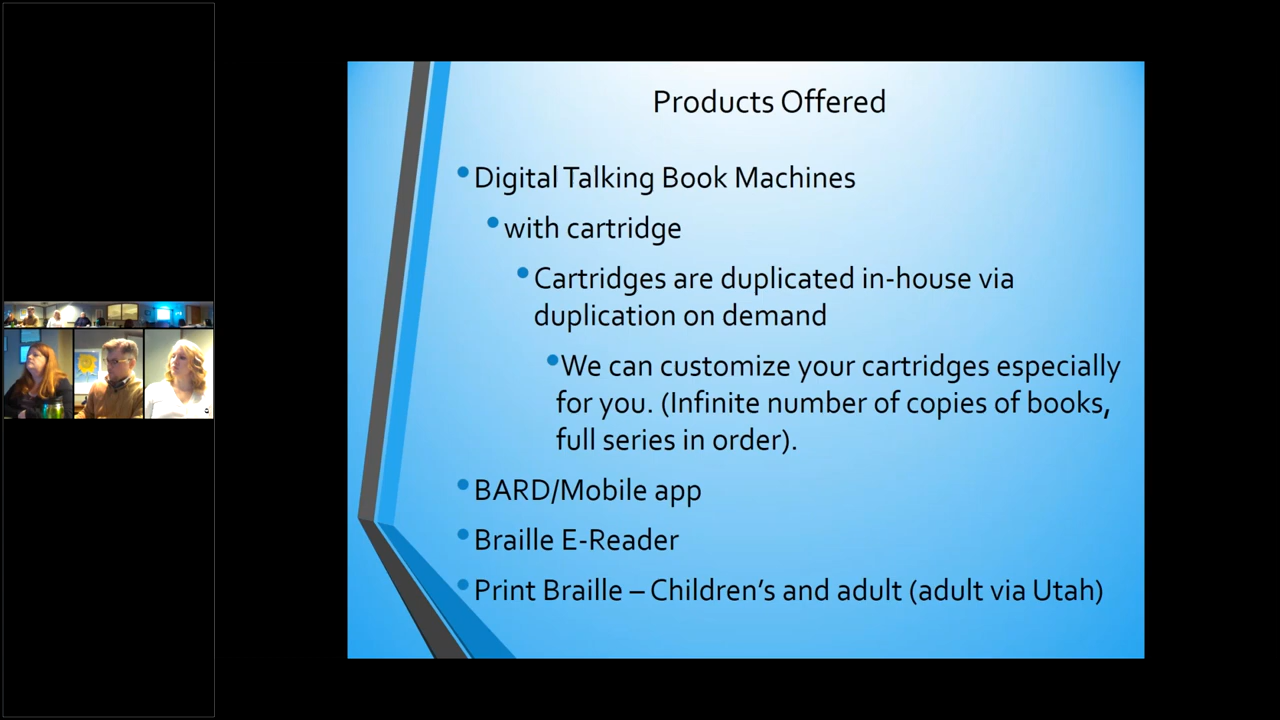 Products Offered
Digital Talking Book Machines
with cartridge
Cartridges are duplicated in-house via
duplication on demand
We can customize your cartridges especially
for you. (Infinite number of copies of books,
full series in order).
BARD/Mobile app
Braille E-Reader
Print Braille – Children’s and adult (adult via Utah)